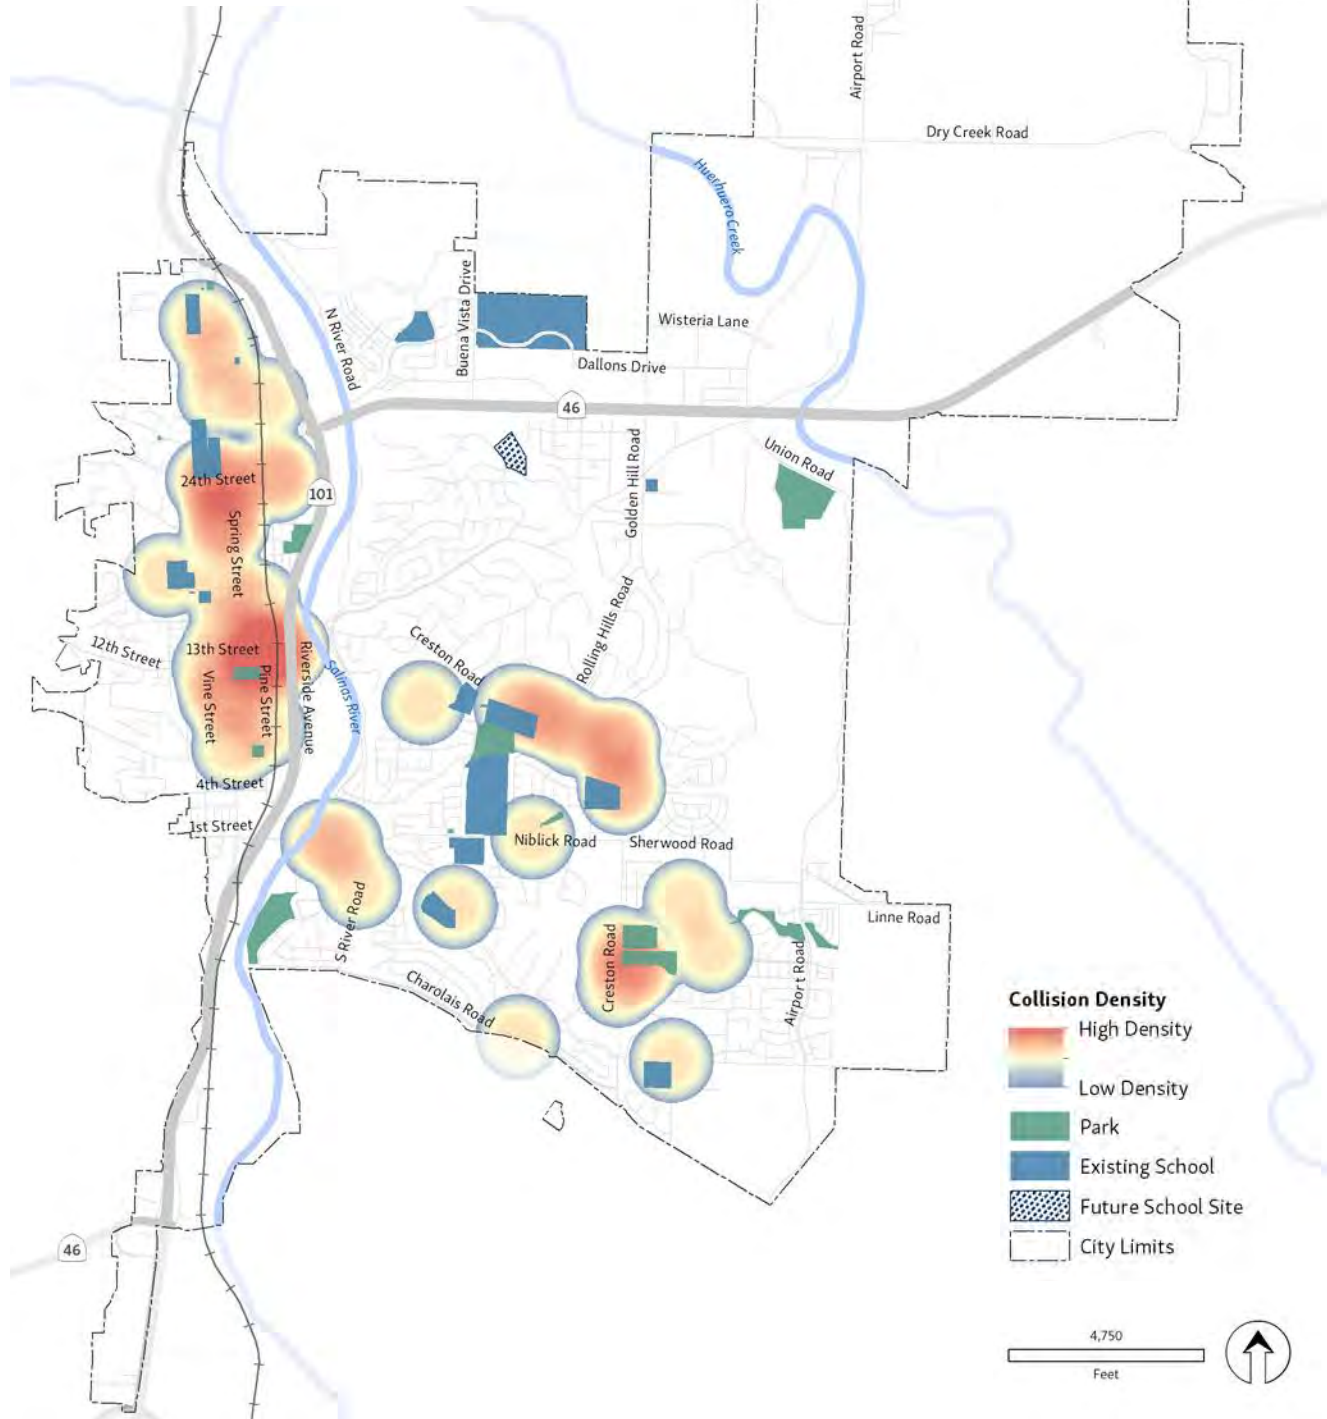 Airport Road
Dry Creek Road
Huerhuero Creek
N River Road
Buena Vista Drive
Wisteria Lane
Dallons Drive
46
Union Road
Golden Hill Road
24th Street
101
Spring Street
Rolling Hills Road
Creston Road
12th Street
13th Street
Vine Street
Pine Street
Riverside Avenue
Salinas River
4th Street
1st Street
Niblick Road
Sherwood Road
S River Road
Linne Road
Creston Road
Airport Road
Charolais Road
46
Collision Density
High Density
Low Density
Park
Existing School
Future School Site
City Limits
4,750
Feet